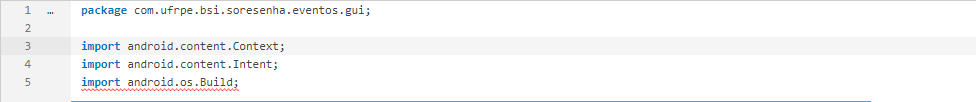 1 … package com.ufrpe.bsi.soresenha.eventos.gui;
2
3 import android.content.Context;
4 import android.content.Intent;
5 import android.os.Build;